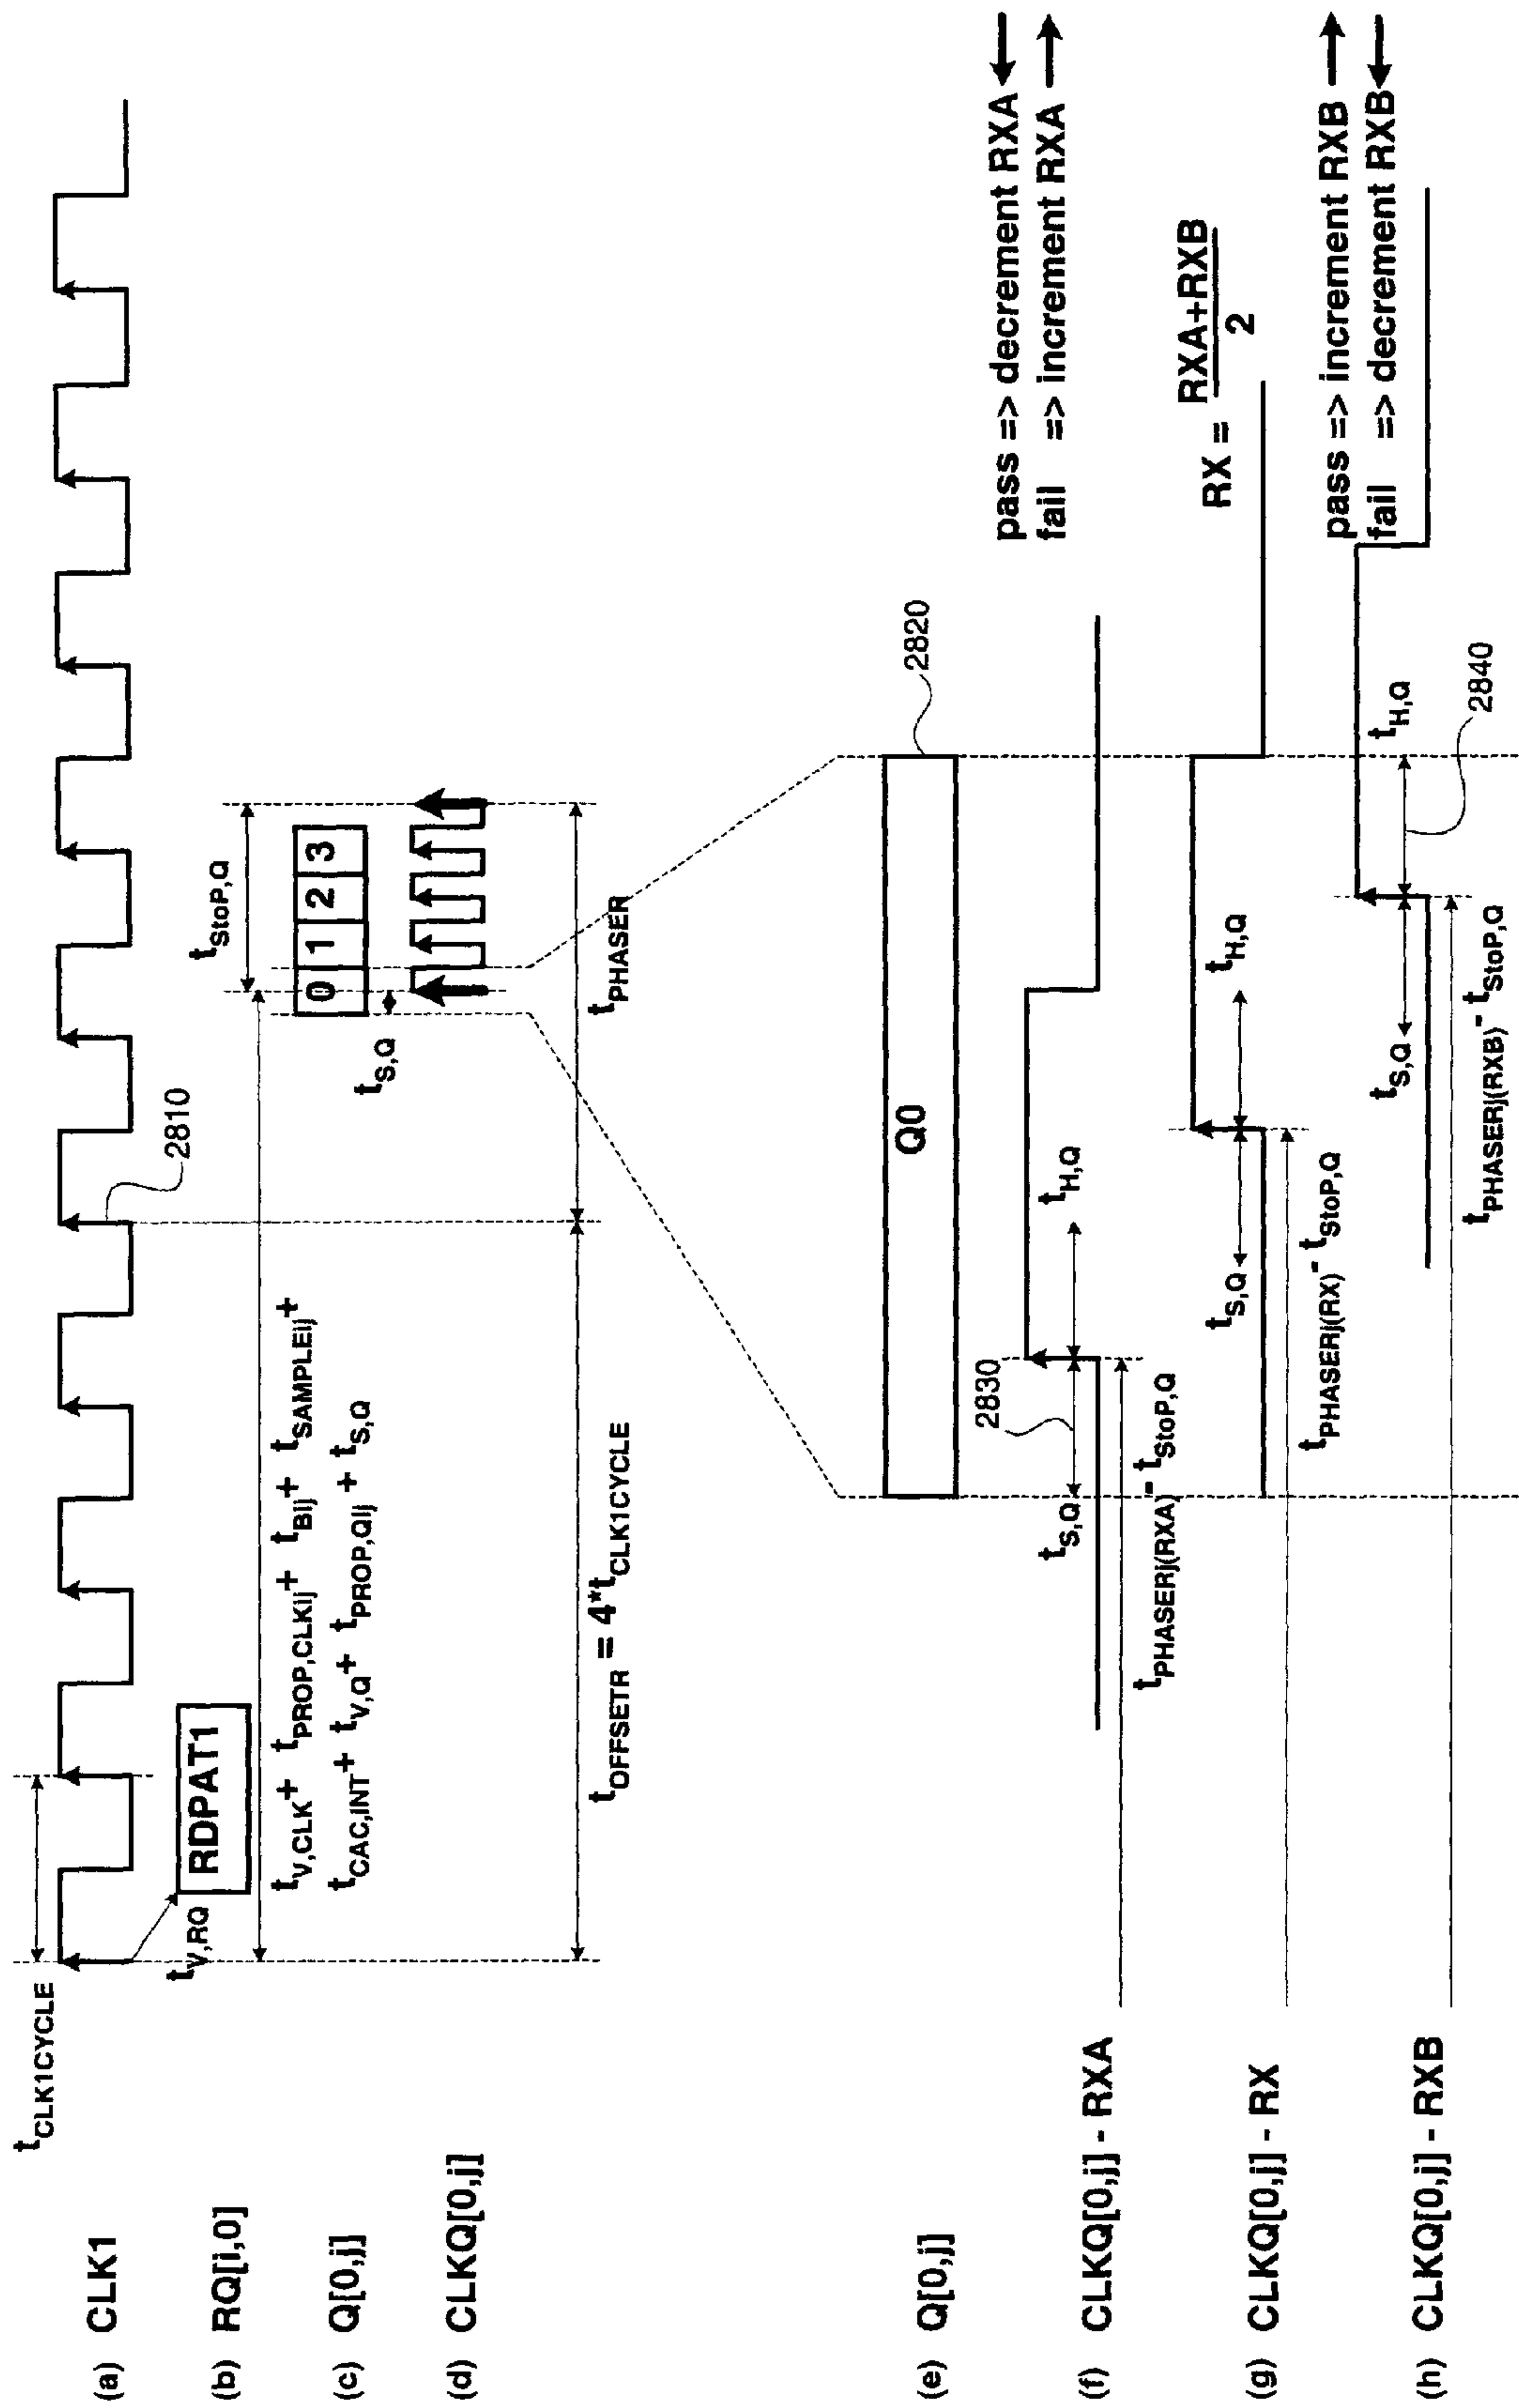 tCLK1CYCLE
(a) CLK1
2810
tV,RQ
(b) RQ[i,0]
RDPAT1
tStoP,Q
tV,CLK+ tPROP,CLKij+ tBij+ tSAMPLEij+
tCAC,INT+ tV,Q+ tPROP,Qij + tS,Q
(c) Q[0,j]
0 1 2 3
tS,Q
(d) CLKQ[0,j]
tOFFSETR = 4*tCLK1CYCLE
tPHASER
(e) Q[0,j]
Q0
2820
pass => decrement RXA
fail => increment RXA
(f) CLKQ[0,j] - RXA
2830
tS,Q
tH,Q
tPHASERj(RXA)- tStoP,Q
RX = RXA+RXB
2
(g) CLKQ[0,j] - RX
tS,Q
tH,Q
tPHASERj(RX)- tStoP,Q
pass => increment RXB
fail => decrement RXB
(h) CLKQ[0,j] - RXB
tS,Q
tH,Q
2840
tPHASERj(RXB)- tStoP,Q